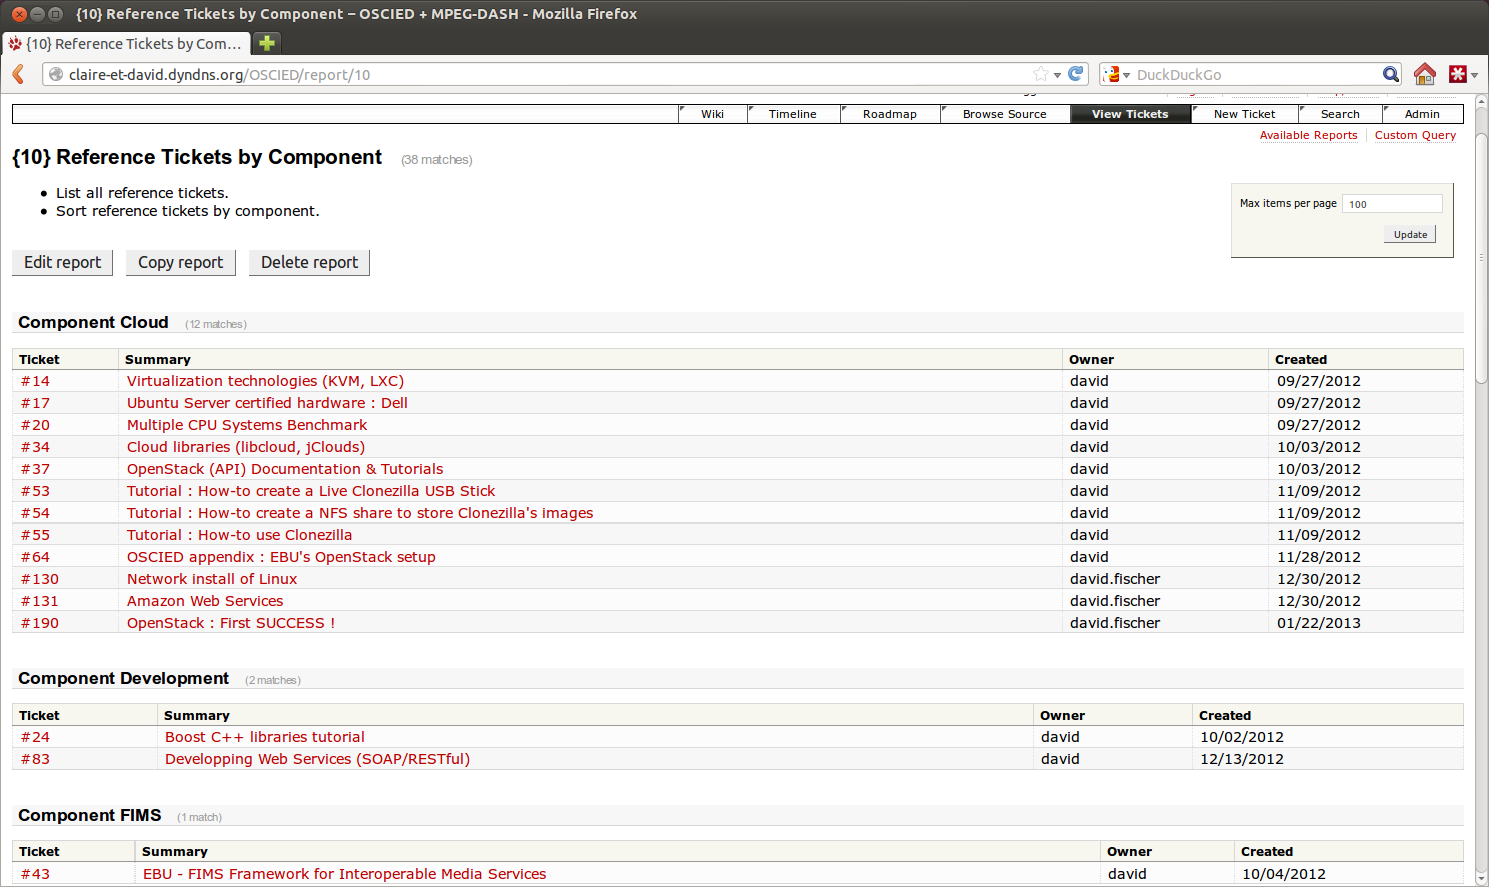 {10} Reference Tickets by Component – OSCIED + MPEG-DASH - Mozilla Firefox
{10} Reference Tickets by Com...
claire-et-david.dyndns.org/OSCIED/report/10
DuckDuckGo
Wiki Timeline Roadmap Browse Source View Tickets New Ticket Search Admin
Available Reports Custom Query
{10} Reference Tickets by Component (38 matches)
List all reference tickets.
Sort reference tickets by component.
Max items per page 100
Update
Edit report Copy report Delete report
Component Cloud (12 matches)
Ticket Summary Owner Created
#14 Virtualization technologies (KVM, LXC) david 09/27/2012
#17 Ubuntu Server certified hardware : Dell david 09/27/2012
#20 Multiple CPU Systems Benchmark david 09/27/2012
#34 Cloud libraries (libcloud, jClouds) david 10/03/2012
#37 OpenStack (API) Documentation & Tutorials david 10/03/2012
#53 Tutorial : How-to create a Live Clonezilla USB Stick david 11/09/2012
#54 Tutorial : How-to create a NFS share to store Clonezilla's images david 11/09/2012
#55 Tutorial : How-to use Clonezilla david 11/09/2012
#64 OSCIED appendix : EBU's OpenStack setup david 11/28/2012
#130 Network install of Linux david.fischer 12/30/2012
#131 Amazon Web Services david.fischer 12/30/2012
#190 OpenStack : First SUCCESS ! david.fischer 01/22/2013
Component Development (2 matches)
Ticket Summary Owner Created
#24 Boost C++ libraries tutorial david 10/02/2012
#83 Developping Web Services (SOAP/RESTful) david 12/13/2012
Component FIMS (1 match)
Ticket Summary Owner Created
#43 EBU - FIMS Framework for Interoperable Media Services david 10/04/2012